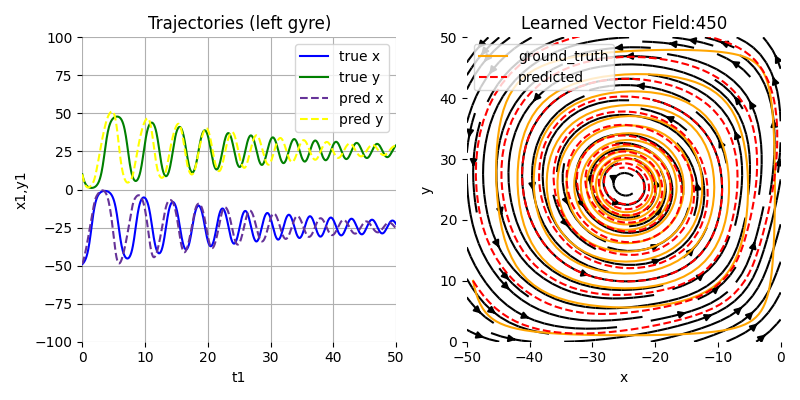 Trajectories (left gyre)
100
75
50
25
0
−25
−50
−75
−100
x1,y1
0 10 20 30 40 50
t1
true x
true y
pred x
pred y
Learned Vector Field:450
50
40
30
20
10
0
y
−50 −40 −30 −20 −10 0
x
ground_truth
predicted